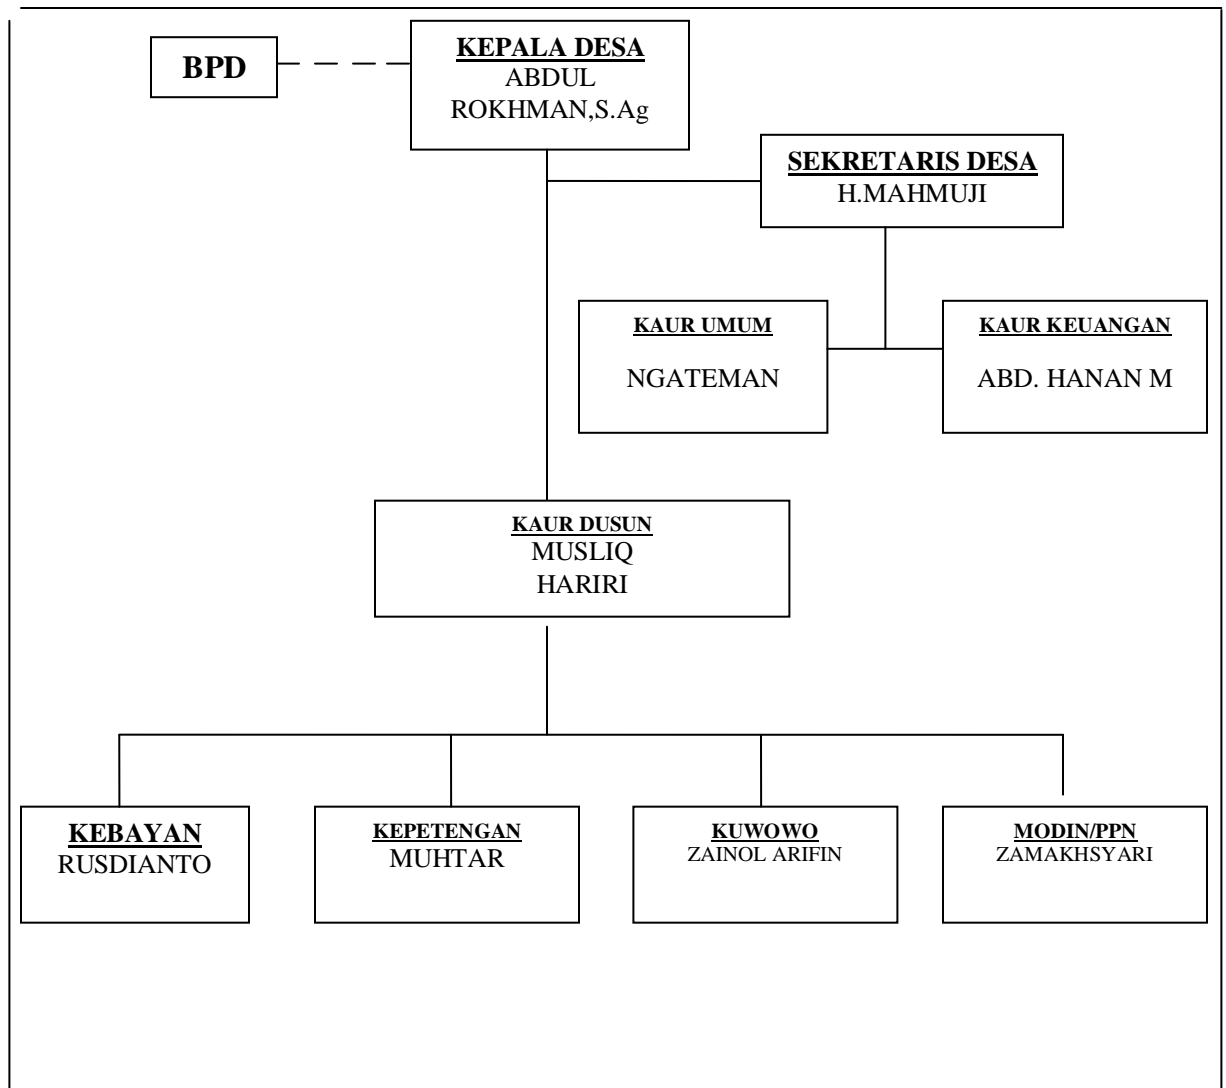 BPD
KEPALA DESA
ABDUL
ROKHMAN,S.Ag
SEKRETARIS DESA
H.MAHMUJI
KAUR UMUM
NGATEMAN
KAUR KEUANGAN
ABD. HANAN M
KAUR DUSUN
MUSLIQ
HARIRI
KEBAYAN
RUSDIANTO
KEPETENGAN
MUHTAR
KUWOWO
ZAINOL ARIFIN
MODIN/PPN
ZAMAKHSYARI